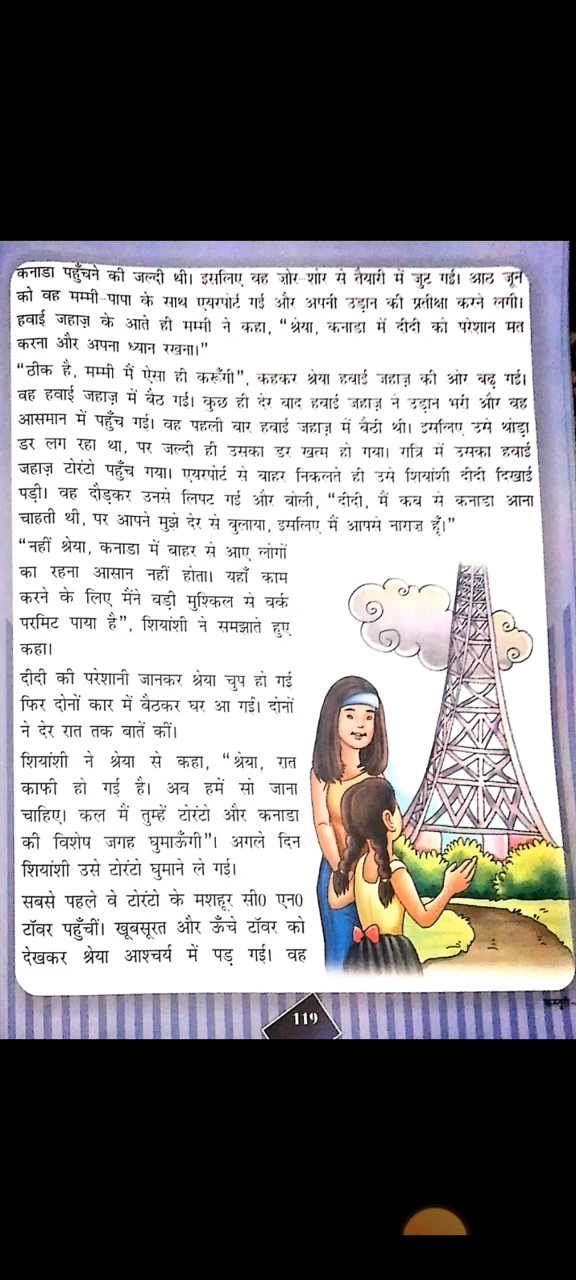 कनाडा पहुँचने की जल्दी थी। इसलिए वह ज़ोर-शोर से तैयारी में जुट गई। आठ जून
को वह मम्मी-पापा के साथ एयरपोर्ट गई और अपनी उड़ान की प्रतीक्षा करने लगी।
हवाई जहाज़ के आते ही मम्मी ने कहा, “श्रेया, कनाडा में दीदी को परेशान मत
करना और अपना ध्यान रखना।”
“ठीक है, मम्मी मैं ऐसा ही करूँगी”, कहकर श्रेया हवाई जहाज़ की ओर बढ़ गई।
वह हवाई जहाज़ में बैठ गई। कुछ ही देर बाद हवाई जहाज़ ने उड़ान भरी और वह
आसमान में पहुँच गई। वह पहली बार हवाई जहाज़ में बैठी थी। इसलिए उसे थोड़ा
डर लग रहा था, पर जल्दी ही उसका डर खत्म हो गया। रात्रि में उसका हवाई
जहाज़ टोरंटो पहुँच गया। एयरपोर्ट से बाहर निकलते ही उसे शियांशी दीदी दिखाई
पड़ी। वह दौड़कर उनसे लिपट गई और बोली, “दीदी, मैं कब से कनाडा आना
चाहती थी, पर आपने मुझे देर से बुलाया, इसलिए मैं आपसे नाराज़ हूँ।”
“नहीं श्रेया, कनाडा में बाहर से आए लोगों
का रहना आसान नहीं होता। यहाँ काम
करने के लिए मैंने बड़ी मुश्किल से वर्क
परमिट पाया है”, शियांशी ने समझाते हुए
कहा।
दीदी की परेशानी जानकर श्रेया चुप हो गई
फिर दोनों कार में बैठकर घर आ गईं। दोनों
ने देर रात तक बातें कीं।
शियांशी ने श्रेया से कहा, “श्रेया, रात
काफी हो गई है। अब हमें सो जाना
चाहिए। कल मैं तुम्हें टोरंटो और कनाडा
की विशेष जगह घुमाऊँगी”। अगले दिन
शियांशी उसे टोरंटो घुमाने ले गई।
सबसे पहले वे टोरंटो के मशहूर सी0 एन0
टॉवर पहुँचीं। खूबसूरत और ऊँचे टॉवर को
देखकर श्रेया आश्चर्य में पड़ गई। वह
कस्तूरी-
119